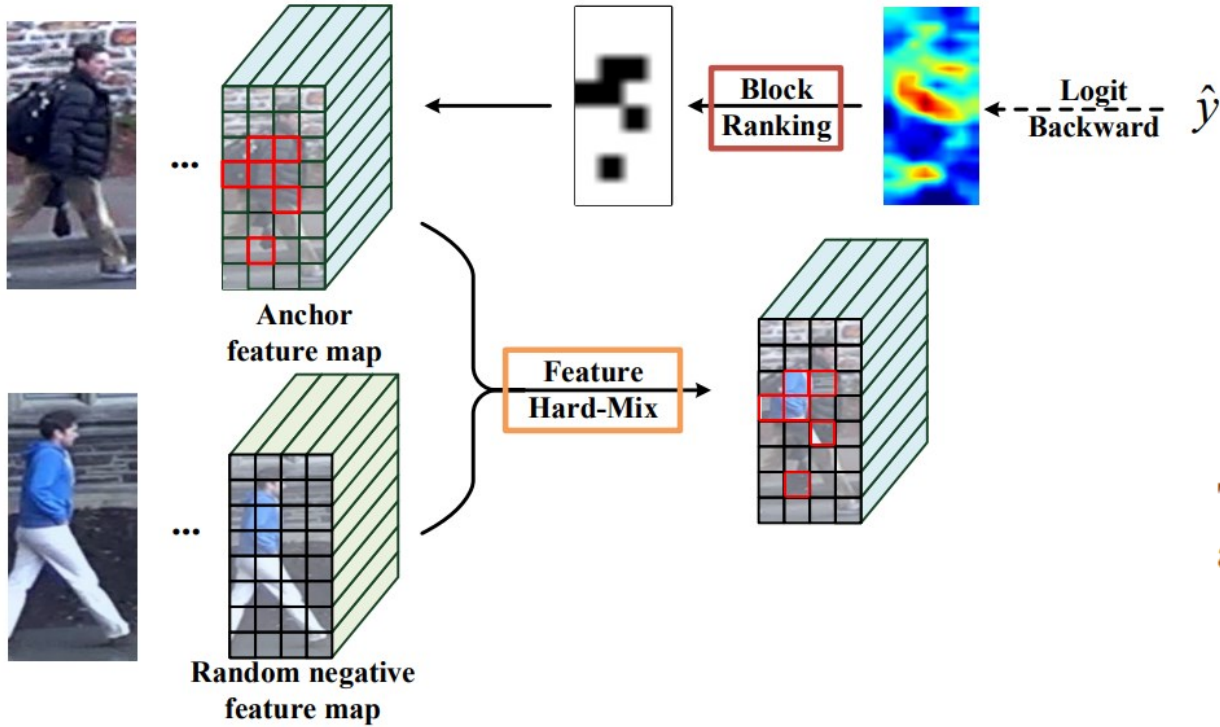 Block
Ranking
Logit
Backward
ŷ
...
Anchor
feature map
Feature
Hard-Mix
...
Random negative
feature map